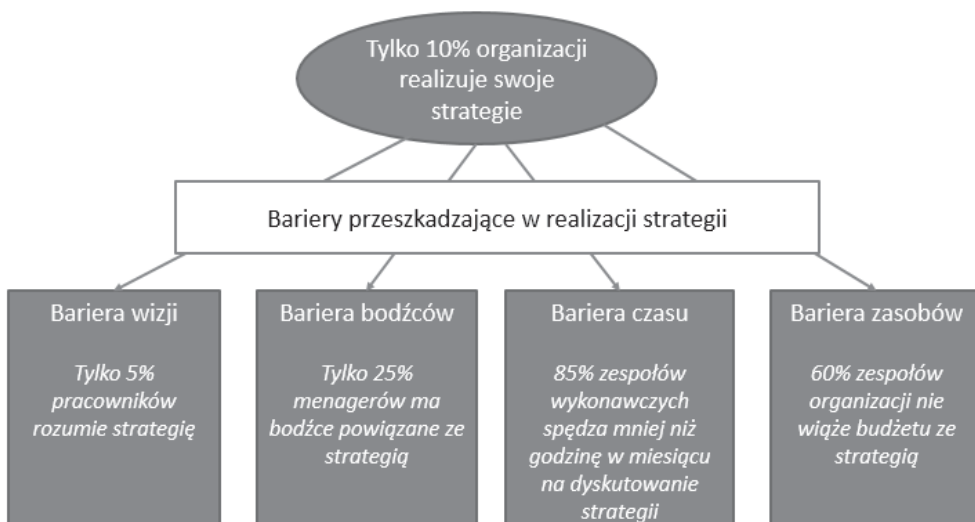 Tylko 10% organizacji
realizuje swoje
strategie
Bariery przeszkadzające w realizacji strategii
Bariera wizji
Tylko 5%
pracowników
rozumie strategię
Bariera bodźców
Tylko 25%
menagerów ma
bodźce powiązane ze
strategią
Bariera czasu
85% zespołów
wykonawczych
spędza mniej niż
godzinę w miesiącu
na dyskutowanie
strategii
Bariera zasobów
60% zespołów
organizacji nie
wiąże budżetu ze
strategią